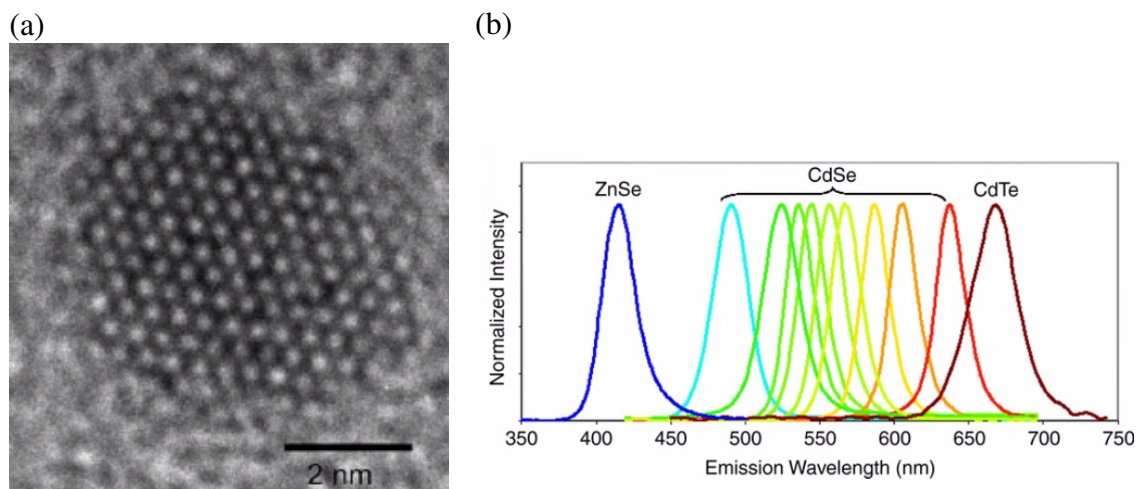 (a)
2 nm
(b)
ZnSe
CdSe
CdTe
Normalized Intensity
350 400 450 500 550 600 650 700 750
Emission Wavelength (nm)